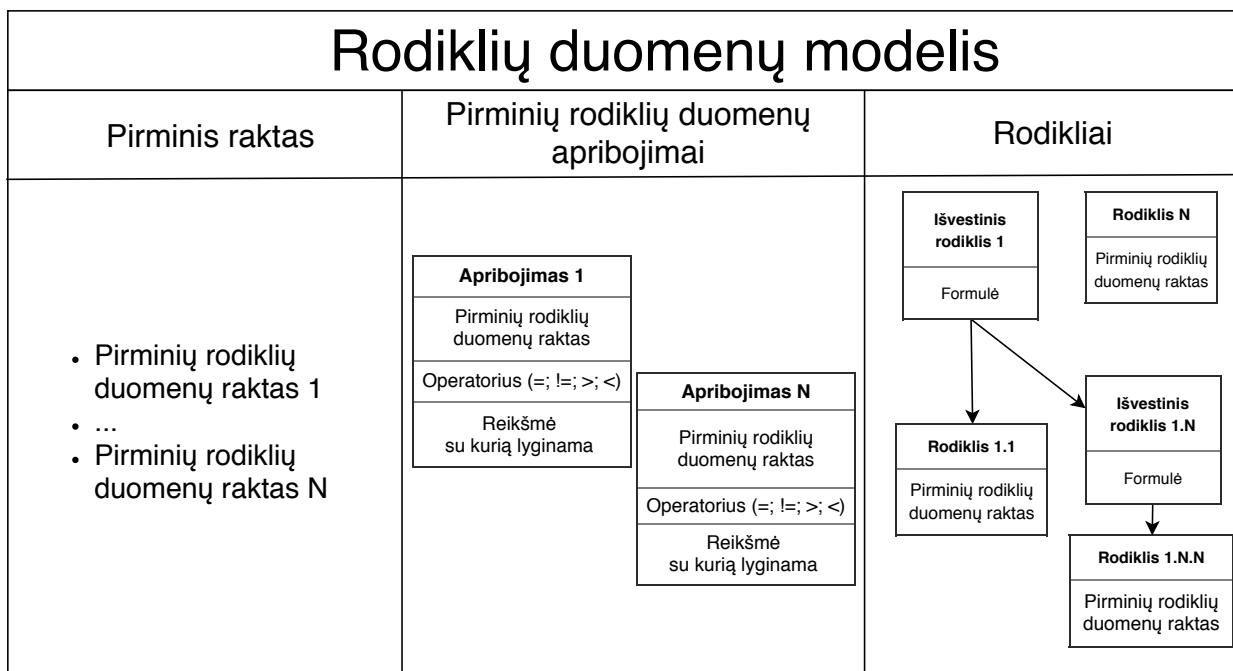 Rodiklių duomenų modelis
Pirminis raktas
Pirminių rodiklių duomenų
apribojimai
Rodikliai
• Pirminių rodiklių
duomenų raktas 1
• ...
• Pirminių rodiklių
duomenų raktas N
Apribojimas 1
Pirminių rodiklių
duomenų raktas
Operatorius (=; !=; >; <)
Reikšmė
su kurią lyginama
Apribojimas N
Pirminių rodiklių
duomenų raktas
Operatorius (=; !=; >; <)
Reikšmė
su kurią lyginama
Išvestinis
rodiklis 1
Formulė
Rodiklis N
Pirminių rodiklių
duomenų raktas
Rodiklis 1.1
Pirminių rodiklių
duomenų raktas
Išvestinis
rodiklis 1.N
Formulė
Rodiklis 1.N.N
Pirminių rodiklių
duomenų raktas